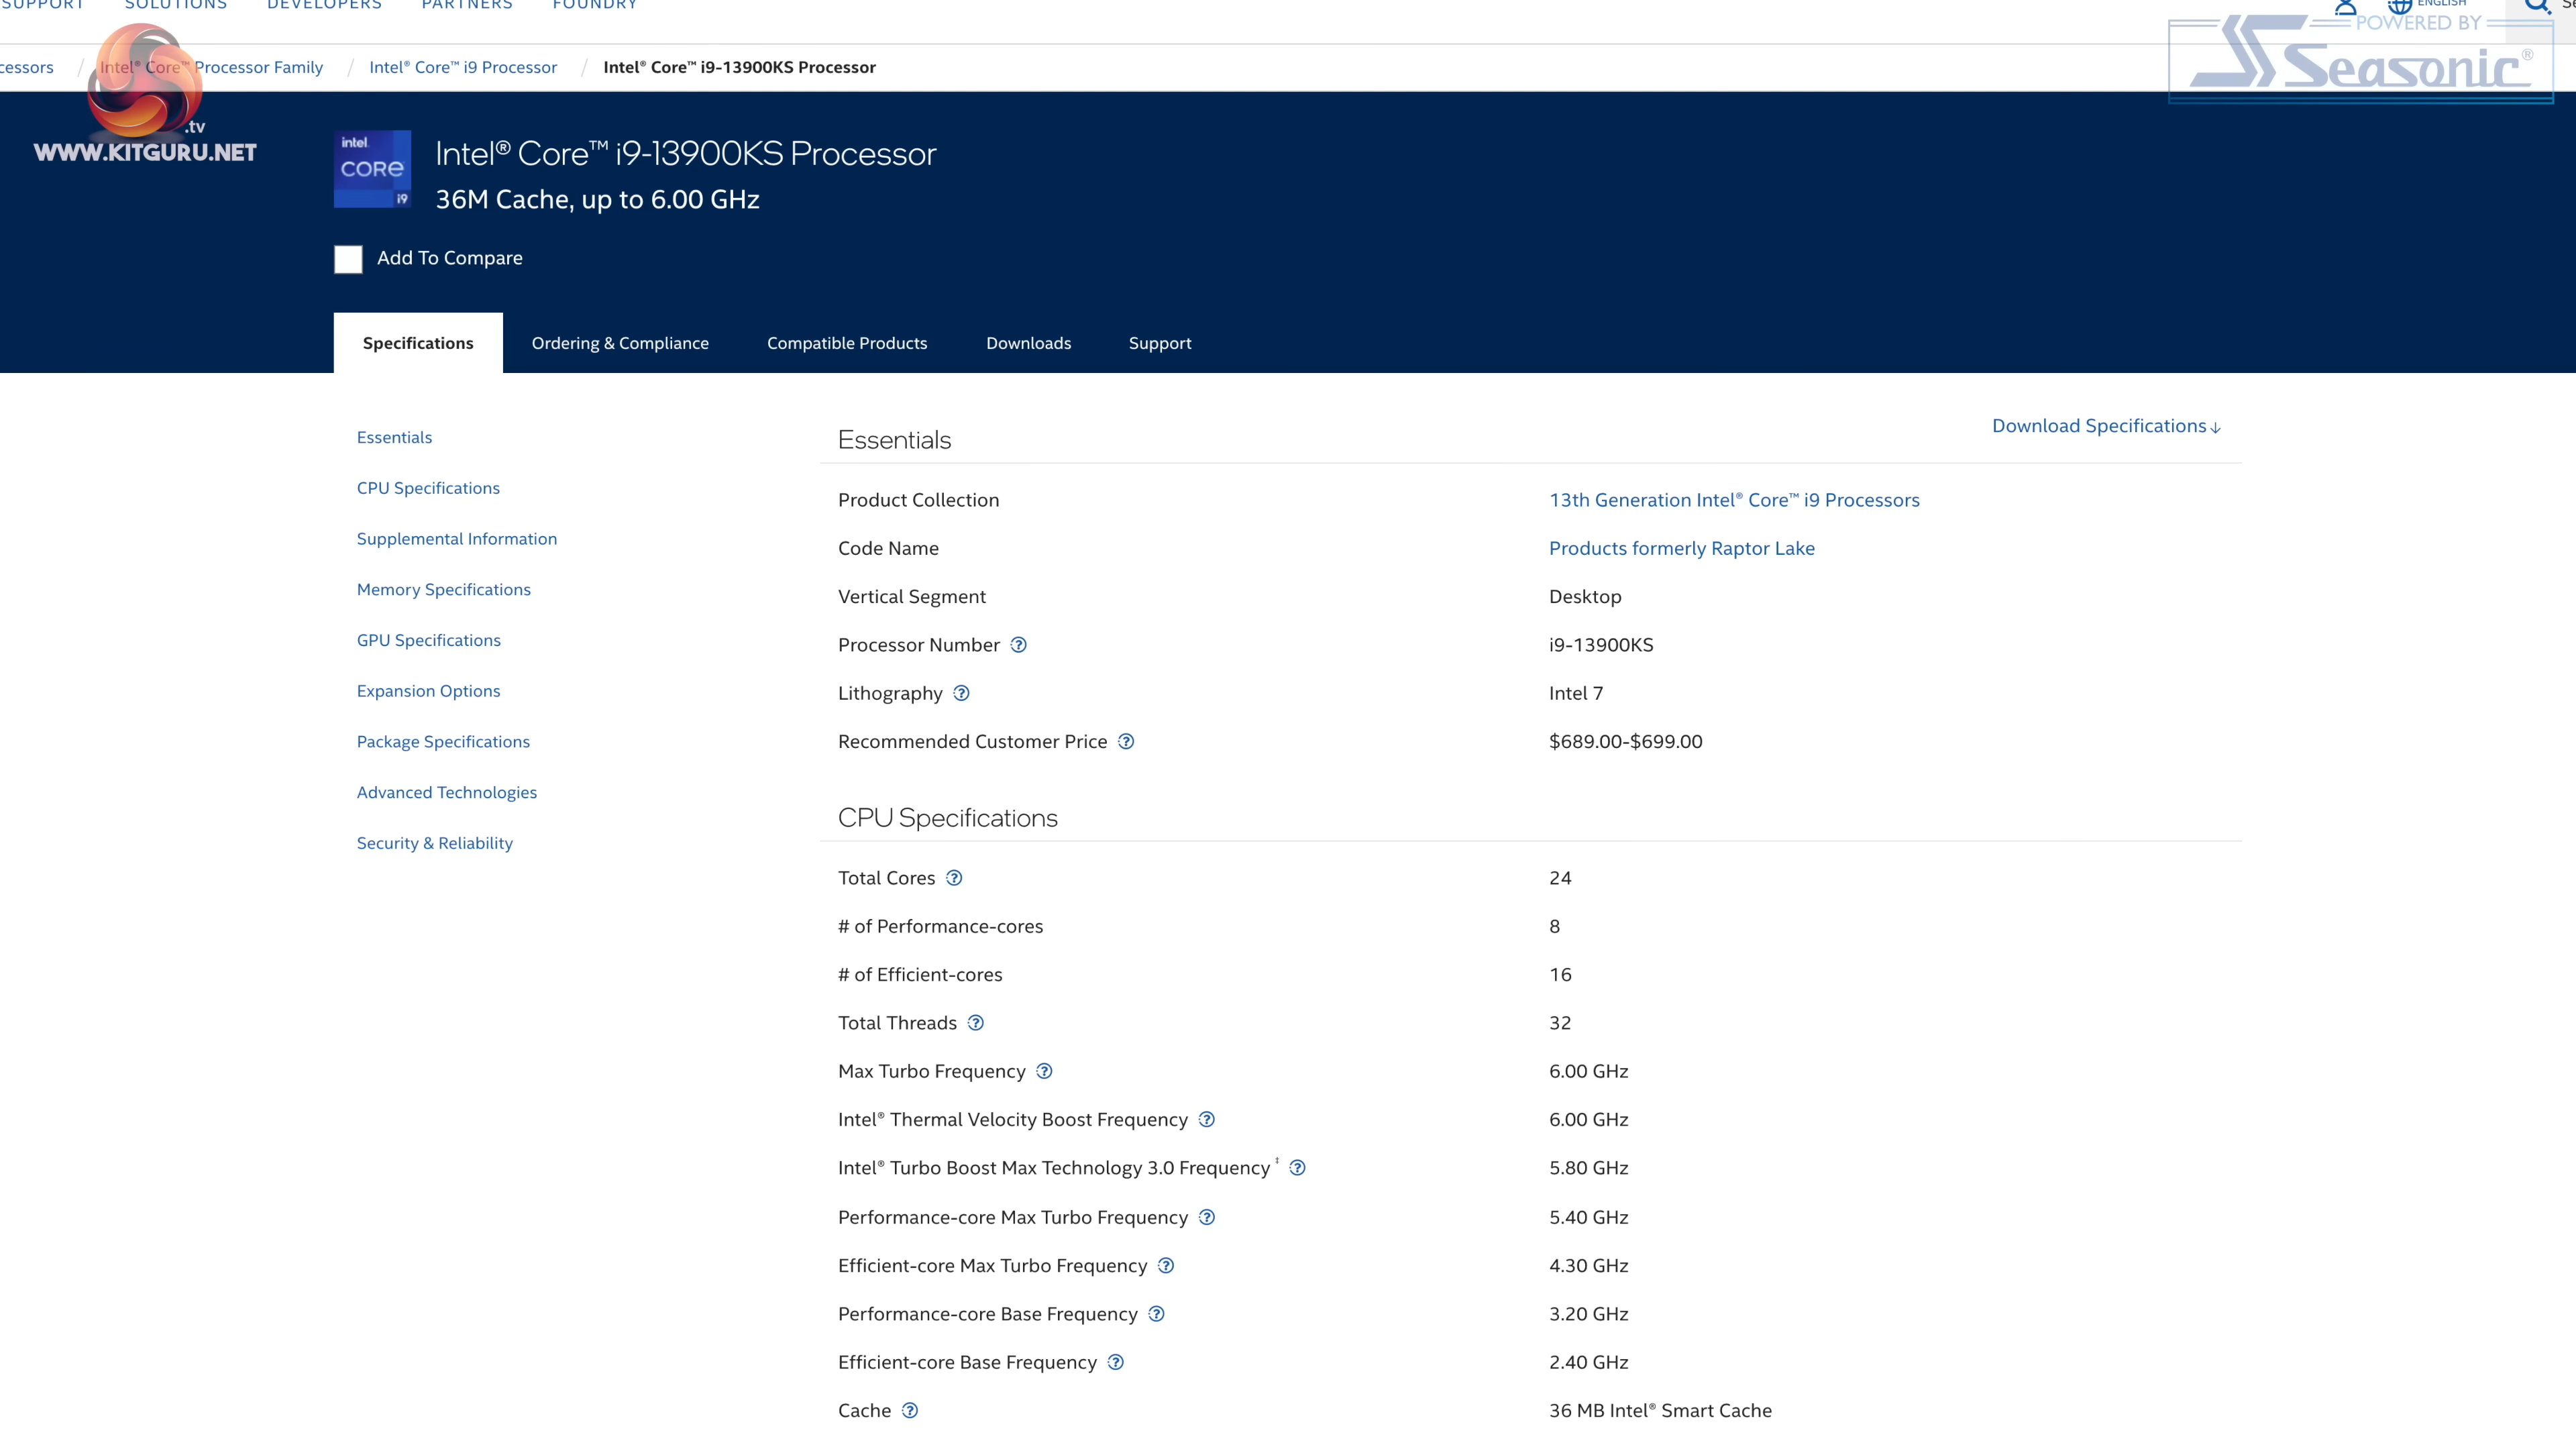 SUPPORT SOLUTIONS DEVELOPERS PARTNERS FOUNDRY ENGLISH
POWERED BY
Seasonic®
Intel® Core™ Processor Family / Intel® Core™ i9 Processor / Intel® Core™ i9-13900KS Processor
.tv
WWW.KITGURU.NET
intel
CORE
i9
Intel® Core™ i9-13900KS Processor
36M Cache, up to 6.00 GHz
Add To Compare
Specifications Ordering & Compliance Compatible Products Downloads Support
Download Specifications↓
Essentials
CPU Specifications
Supplemental Information
Memory Specifications
GPU Specifications
Expansion Options
Package Specifications
Advanced Technologies
Security & Reliability
Essentials
Product Collection 13th Generation Intel® Core™ i9 Processors
Code Name Products formerly Raptor Lake
Vertical Segment Desktop
Processor Number ? i9-13900KS
Lithography ? Intel 7
Recommended Customer Price ? $689.00-$699.00
CPU Specifications
Total Cores ? 24
# of Performance-cores 8
# of Efficient-cores 16
Total Threads ? 32
Max Turbo Frequency ? 6.00 GHz
Intel® Thermal Velocity Boost Frequency ? 6.00 GHz
Intel® Turbo Boost Max Technology 3.0 Frequency ‡ ? 5.80 GHz
Performance-core Max Turbo Frequency ? 5.40 GHz
Efficient-core Max Turbo Frequency ? 4.30 GHz
Performance-core Base Frequency ? 3.20 GHz
Efficient-core Base Frequency ? 2.40 GHz
Cache ? 36 MB Intel® Smart Cache